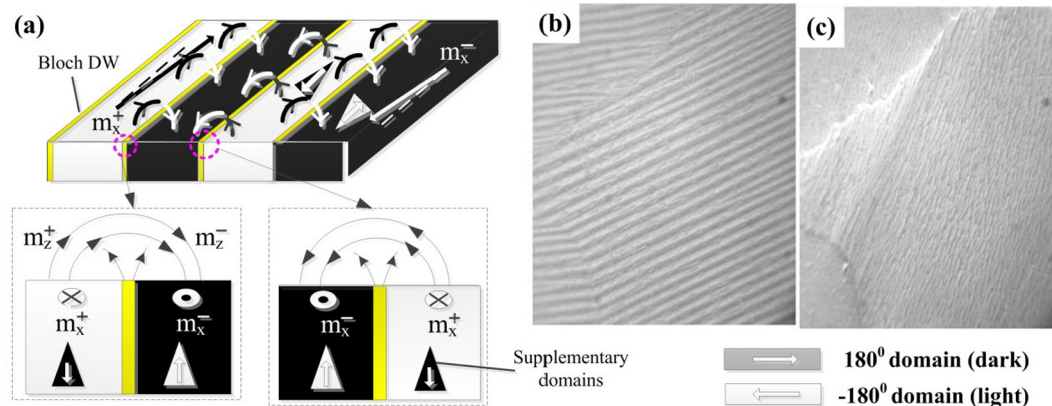 (a)
Bloch DW
m_x^+
m_x^-
m_z^+
m_z^-
m_x^+
m_x^-
m_x^-
m_x^+
Supplementary
domains
(b)
(c)
180⁰ domain (dark)
-180⁰ domain (light)